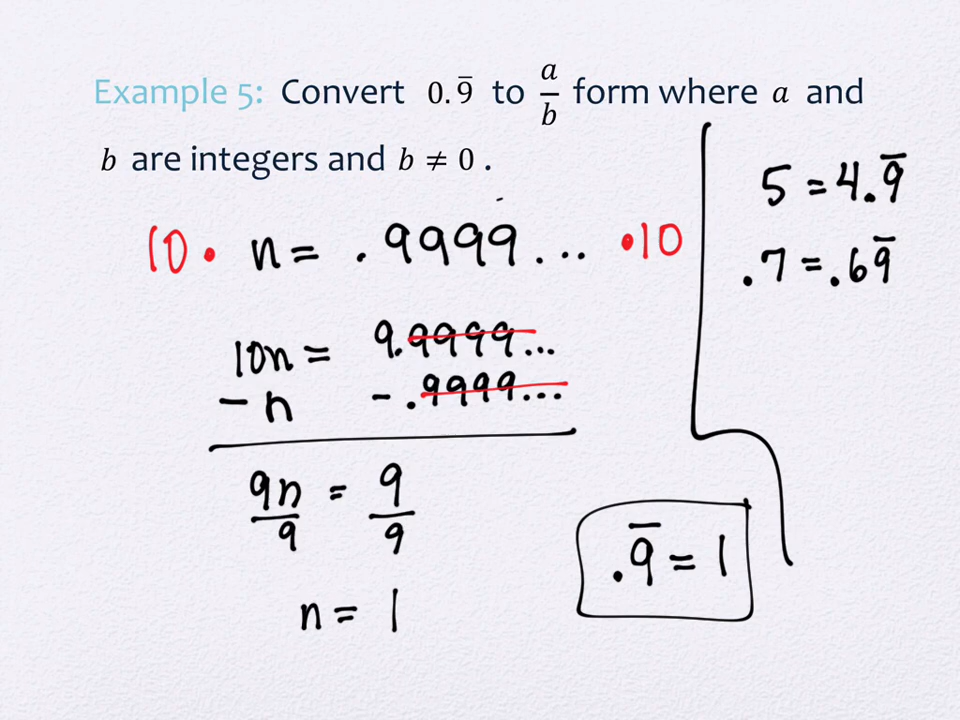 Example 5: Convert 0.9̅ to a/b form where a and
b are integers and b ≠ 0 .
10 • n = .9999... •10
10n = 9.9999...
− n − .9999...
9n/9 = 9/9
n = 1
5 = 4.9̅
.7 = .69̅
.9̅ = 1